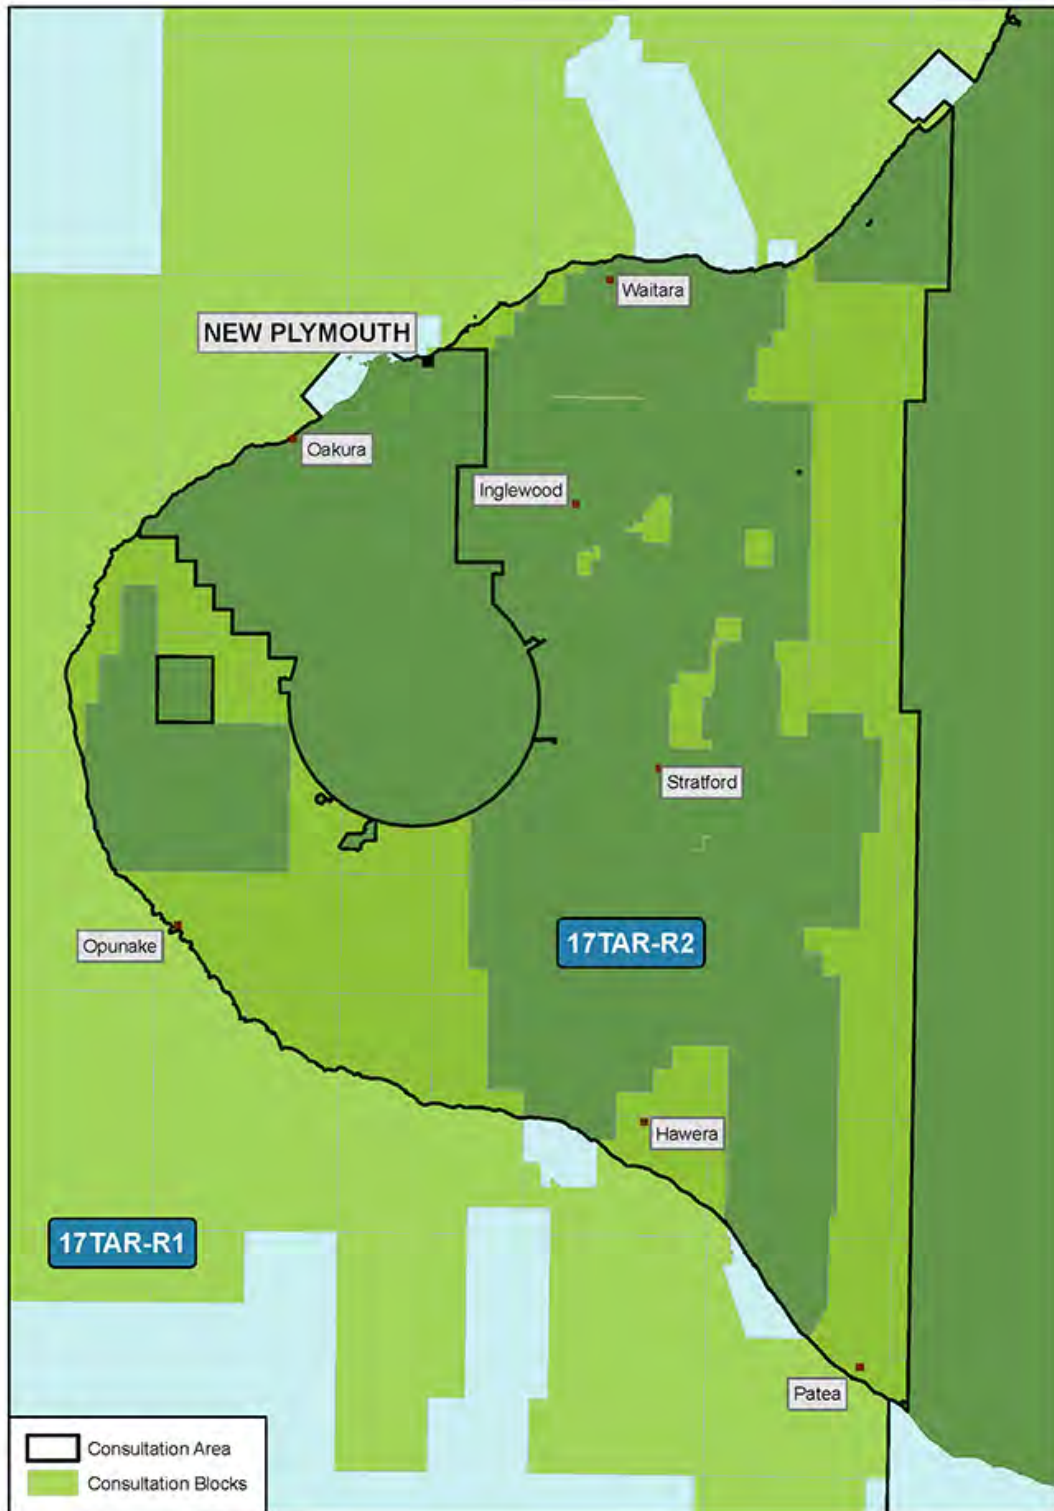 Waitara
NEW PLYMOUTH
Oakura
Inglewood
Stratford
17TAR-R2
Opunake
Hawera
17TAR-R1
Patea
Consultation Area
Consultation Blocks